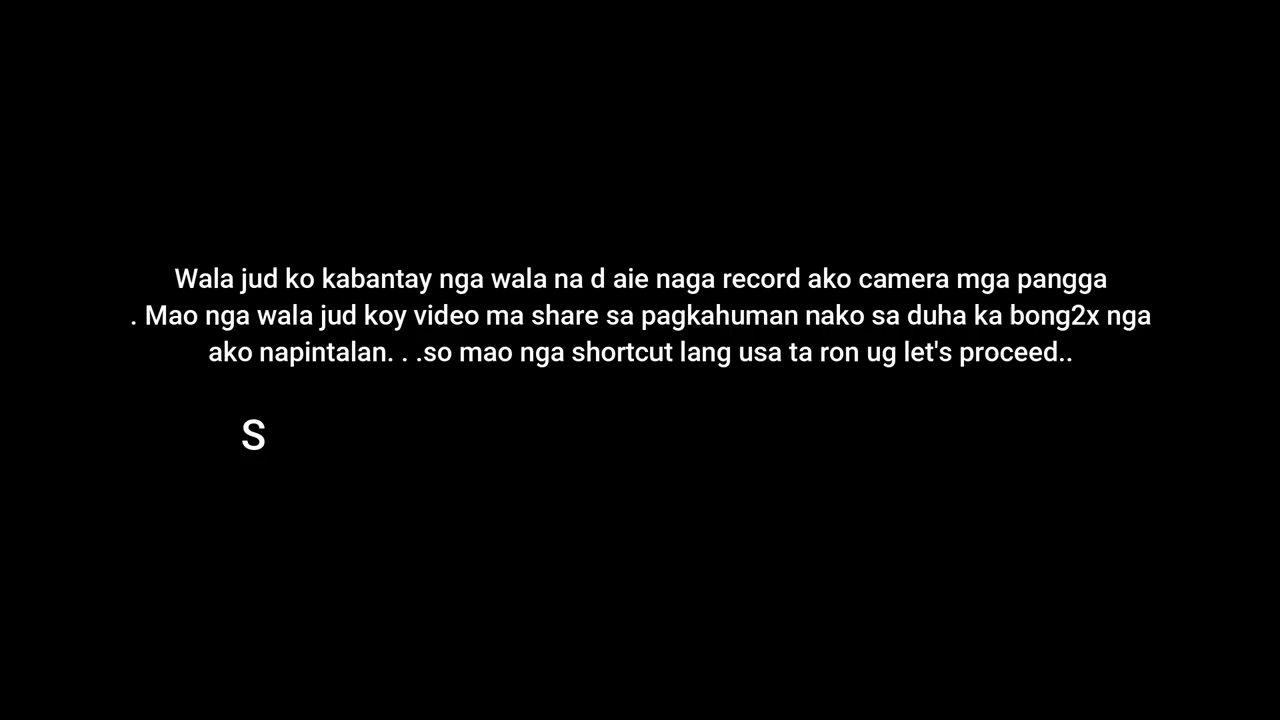 Wala jud ko kabantay nga wala na d aie naga record ako camera mga pangga
. Mao nga wala jud koy video ma share sa pagkahuman nako sa duha ka bong2x nga
ako napintalan. . .so mao nga shortcut lang usa ta ron ug let's proceed..
S